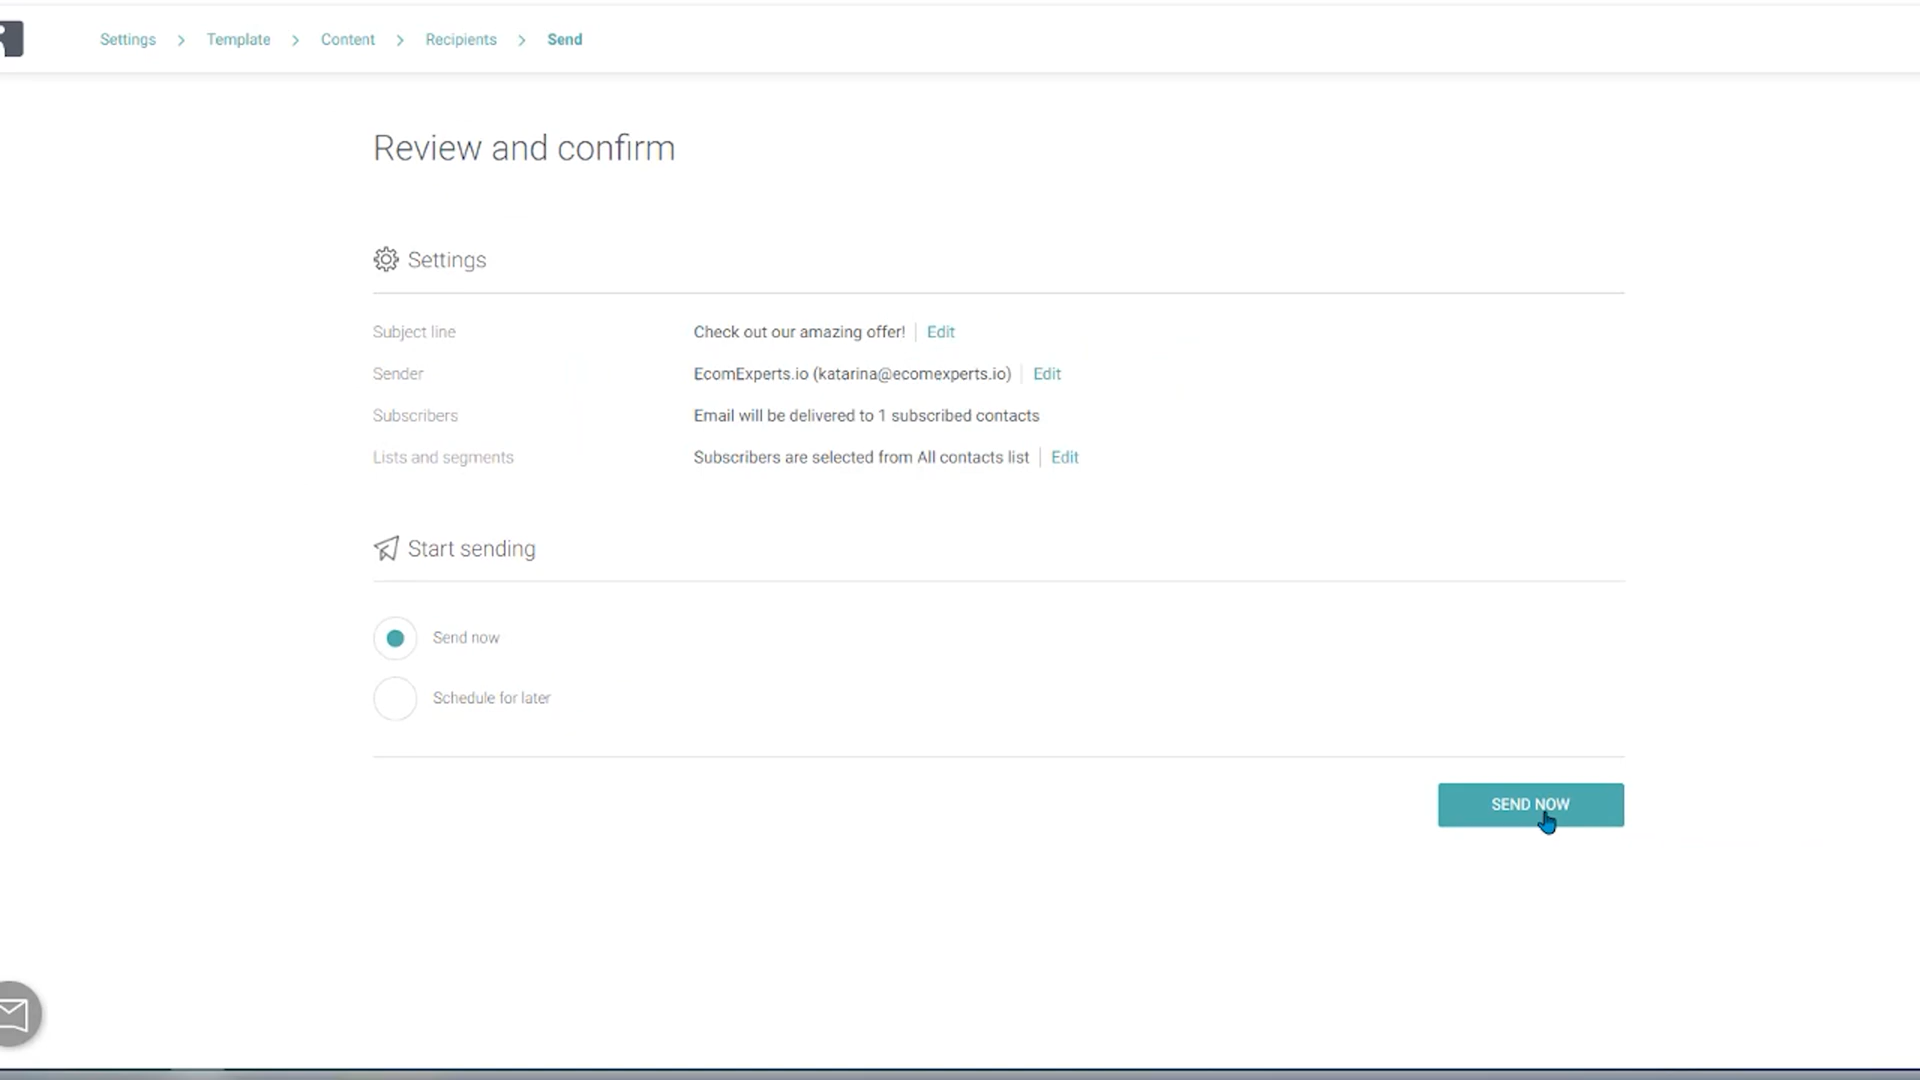 Settings > Template > Content > Recipients > Send
Review and confirm
Settings
Subject line Check out our amazing offer! | Edit
Sender EcomExperts.io (katarina@ecomexperts.io) | Edit
Subscribers Email will be delivered to 1 subscribed contacts
Lists and segments Subscribers are selected from All contacts list | Edit
Start sending
Send now
Schedule for later
SEND NOW